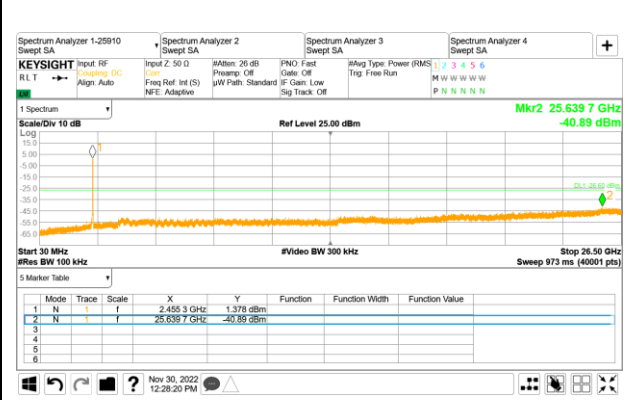 Spectrum Analyzer 1-25910
Swept SA
Spectrum Analyzer 2
Swept SA
Spectrum Analyzer 3
Swept SA
Spectrum Analyzer 4
Swept SA
+
KEYSIGHT
RLT
Input: RF
Coupling: DC
Align: Auto
Input Z: 50 Ω
Corr
Freq Ref: Int (S)
NFE: Adaptive
#Atten: 26 dB
Preamp: Off
µW Path: Standard
PNO: Fast
Gate: Off
IF Gain: Low
Sig Track: Off
#Avg Type: Power (RMS
Trig: Free Run
1 2 3 4 5 6
M W W W W W
P N N N N N
1 Spectrum
Mkr2 25.639 7 GHz
Scale/Div 10 dB
Ref Level 25.00 dBm
-40.89 dBm
Log
15.0
5.00
-5.00
-15.0
-25.0
-35.0
-45.0
-55.0
-65.0
1
2
Start 30 MHz
#Video BW 300 kHz
Stop 26.50 GHz
#Res BW 100 kHz
Sweep 973 ms (40001 pts)
5 Marker Table
Mode Trace Scale X Y Function Function Width Function Value
1 N 1 f 2.455 3 GHz 1.378 dBm
2 N 1 f 25.639 7 GHz -40.89 dBm
3
4
5
6
?
Nov 30, 2022
12:28:20 PM